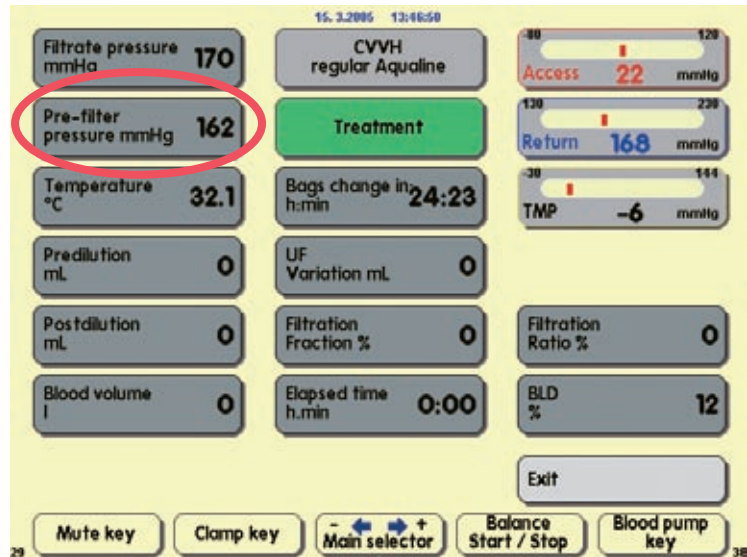 15. 3.2005 13:46:50
Filtrate pressure
mmHg 170
CVVH
regular Aqualine
-80 120
Access 22 mmHg
Pre-filter
pressure mmHg 162
Treatment
130 230
Return 168 mmHg
Temperature
°C 32.1
Bags change in
h:min 24:23
-30 144
TMP -6 mmHg
Predilution
mL 0
UF
Variation mL 0
Postdilution
mL 0
Filtration
Fraction % 0
Filtration
Ratio % 0
Blood volume
l 0
Elapsed time
h.min 0:00
BLD
% 12
Exit
Mute key
Clamp key
- +
Main selector
Balance
Start / Stop
Blood pump
key
29